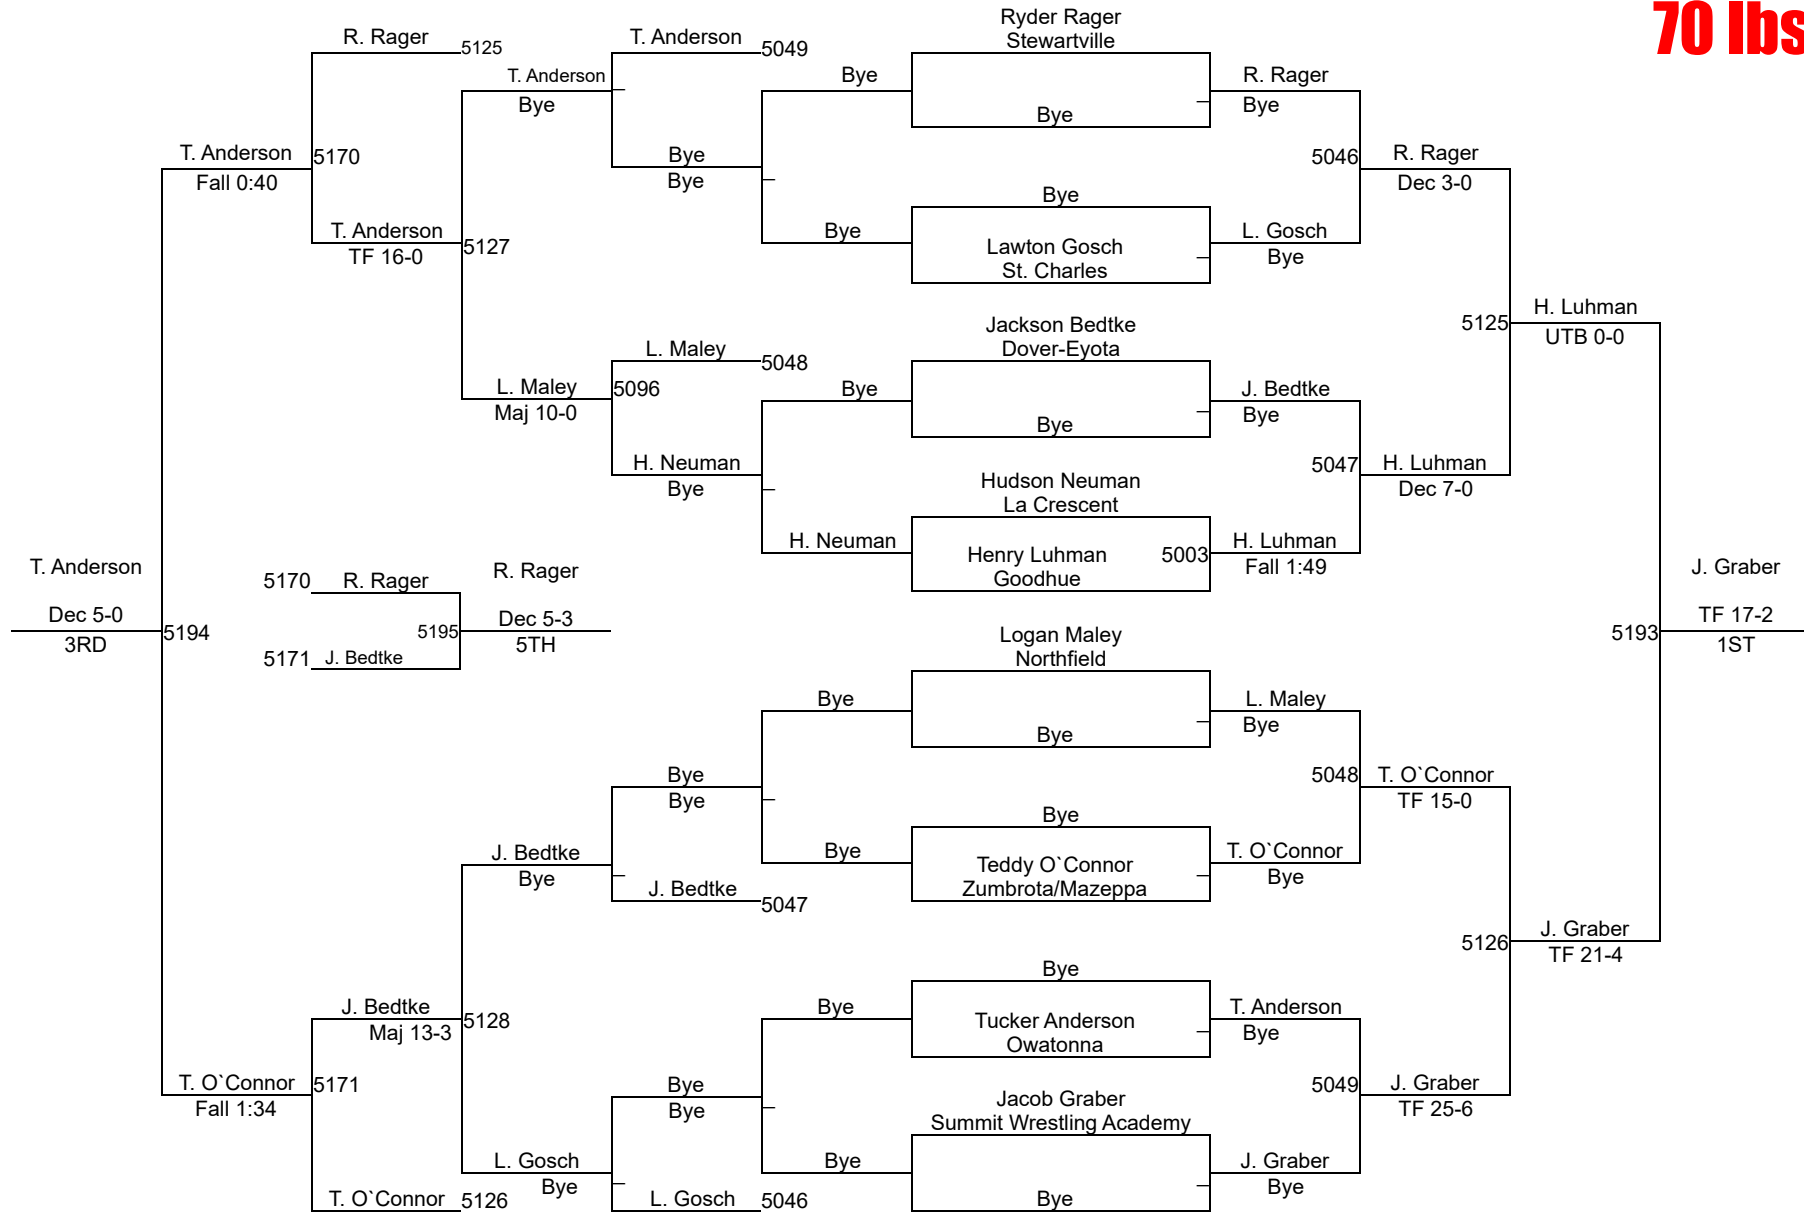 70 lbs
Ryder Rager
Stewartville
R. Rager
5125
T. Anderson
5049
T. Anderson
Bye
Bye
Bye
R. Rager
Bye
T. Anderson
Fall 0:40
5170
Bye
Bye
5046
R. Rager
Dec 3-0
Bye
T. Anderson
TF 16-0
5127
Bye
Lawton Gosch
St. Charles
L. Gosch
Bye
H. Luhman
UTB 0-0
5125
Jackson Bedtke
Dover-Eyota
L. Maley
5048
L. Maley
Maj 10-0
5096
Bye
Bye
J. Bedtke
Bye
H. Neuman
Bye
5047
H. Luhman
Dec 7-0
Hudson Neuman
La Crescent
H. Neuman
Henry Luhman
Goodhue
5003
H. Luhman
Fall 1:49
T. Anderson
Dec 5-0
3RD
5194
5170
R. Rager
5171
J. Bedtke
5195
R. Rager
Dec 5-3
5TH
J. Graber
TF 17-2
1ST
5193
Logan Maley
Northfield
Bye
Bye
L. Maley
Bye
Bye
Bye
5048
T. O`Connor
TF 15-0
Bye
J. Bedtke
Bye
Bye
Teddy O`Connor
Zumbrota/Mazeppa
T. O`Connor
Bye
J. Bedtke
5047
5126
J. Graber
TF 21-4
Bye
J. Bedtke
Maj 13-3
5128
Bye
Tucker Anderson
Owatonna
T. Anderson
Bye
T. O`Connor
Fall 1:34
5171
Bye
Bye
Jacob Graber
Summit Wrestling Academy
5049
J. Graber
TF 25-6
L. Gosch
Bye
Bye
J. Graber
Bye
T. O`Connor
5126
L. Gosch
5046
Bye